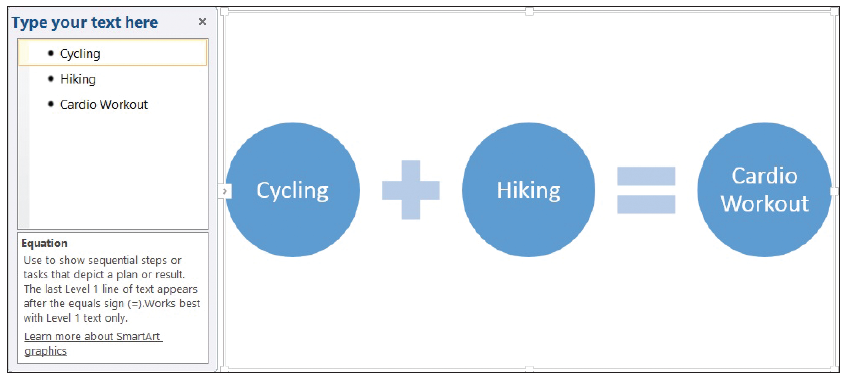 Type your text here ×
• Cycling
• Hiking
• Cardio Workout
Cycling + Hiking = Cardio
Workout
Equation
Use to show sequential steps or
tasks that depict a plan or result.
The last Level 1 line of text appears
after the equals sign (=).Works best
with Level 1 text only.
Learn more about SmartArt
graphics